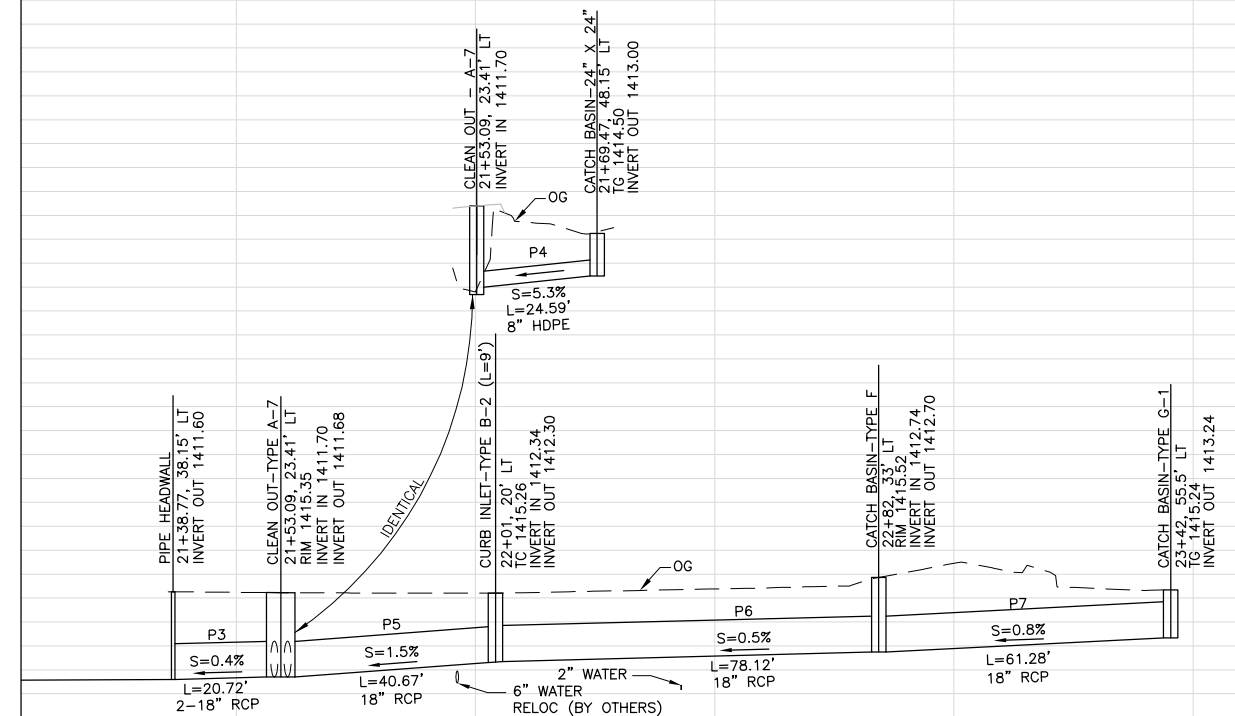 CLEAN OUT - A-7
21+53.09, 23.41' LT
INVERT IN 1411.70
CATCH BASIN-24" X 24"
21+69.47, 48.15' LT
TG 1414.50
INVERT OUT 1413.00
OG
P4
S=5.3%
L=24.59'
8" HDPE
IDENTICAL
PIPE HEADWALL
21+38.77, 38.15' LT
INVERT OUT 1411.60
CLEAN OUT-TYPE A-7
21+53.09, 23.41' LT
RIM 1415.35
INVERT IN 1411.70
INVERT OUT 1411.68
CURB INLET-TYPE B-2 (L=9')
22+01, 20' LT
TC 1415.26
INVERT IN 1412.34
INVERT OUT 1412.30
CATCH BASIN-TYPE F
22+82, 33' LT
RIM 1415.52
INVERT IN 1412.74
INVERT OUT 1412.70
CATCH BASIN-TYPE G-1
23+42, 55.5' LT
TG 1415.24
INVERT OUT 1413.24
OG
P3
S=0.4%
L=20.72'
2-18" RCP
P5
S=1.5%
L=40.67'
18" RCP
P6
S=0.5%
L=78.12'
18" RCP
P7
S=0.8%
L=61.28'
18" RCP
2" WATER
6" WATER
RELOC (BY OTHERS)